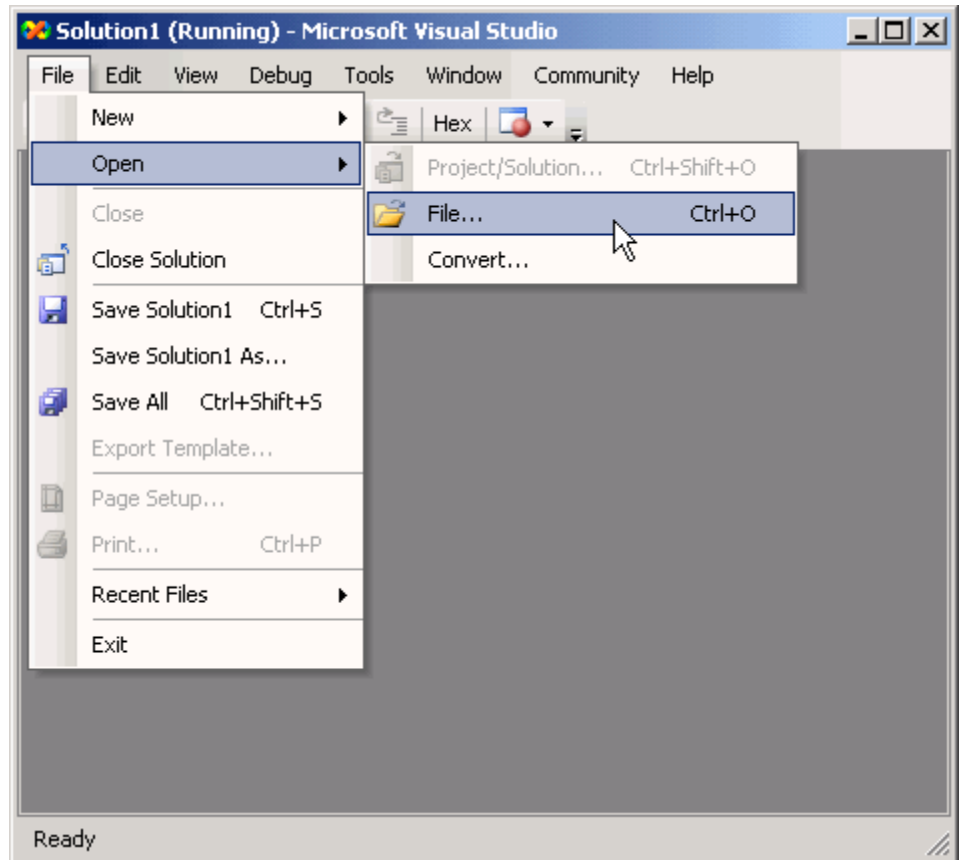 Solution1 (Running) - Microsoft Visual Studio
File Edit View Debug Tools Window Community Help
New
Hex
Open
Project/Solution... Ctrl+Shift+O
Close
File... Ctrl+O
Close Solution
Convert...
Save Solution1 Ctrl+S
Save Solution1 As...
Save All Ctrl+Shift+S
Export Template...
Page Setup...
Print... Ctrl+P
Recent Files
Exit
Ready